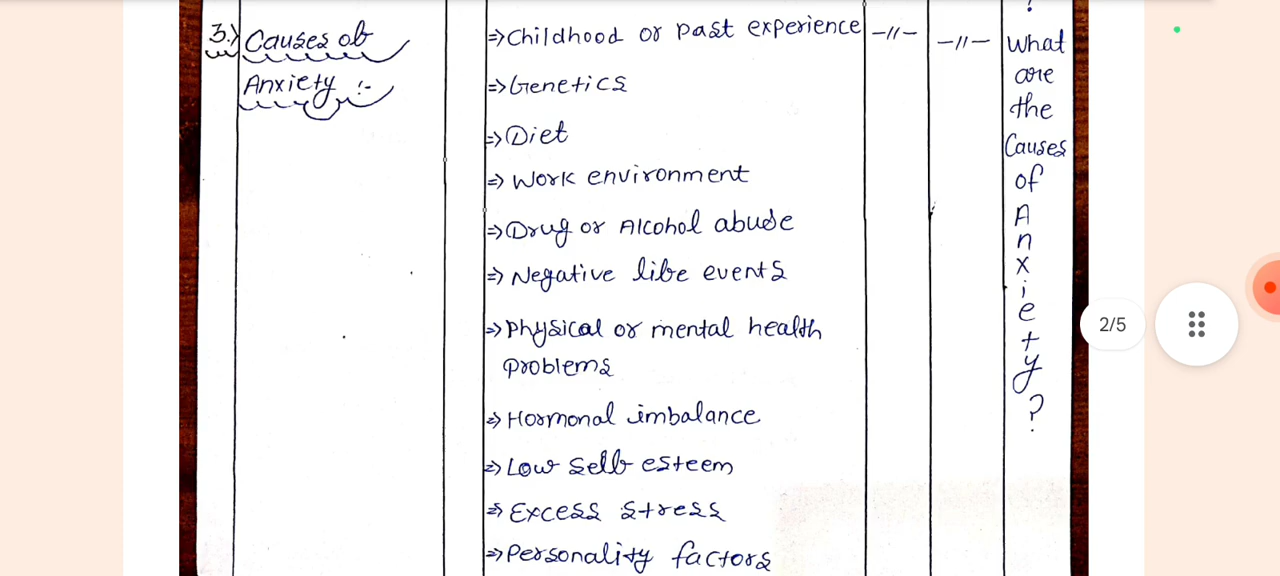 3.) Causes of
Anxiety :-
⇒ Childhood or past experience
⇒ Genetics
⇒ Diet
⇒ Work environment
⇒ Drug or Alcohol abuse
⇒ Negative life events
⇒ Physical or mental health
problems
⇒ Hormonal imbalance
⇒ Low self esteem
⇒ Excess stress
⇒ Personality factors
-//-
-//-
?
What
are
the
Causes
of
A
n
x
i
e
t
y
?
2/5